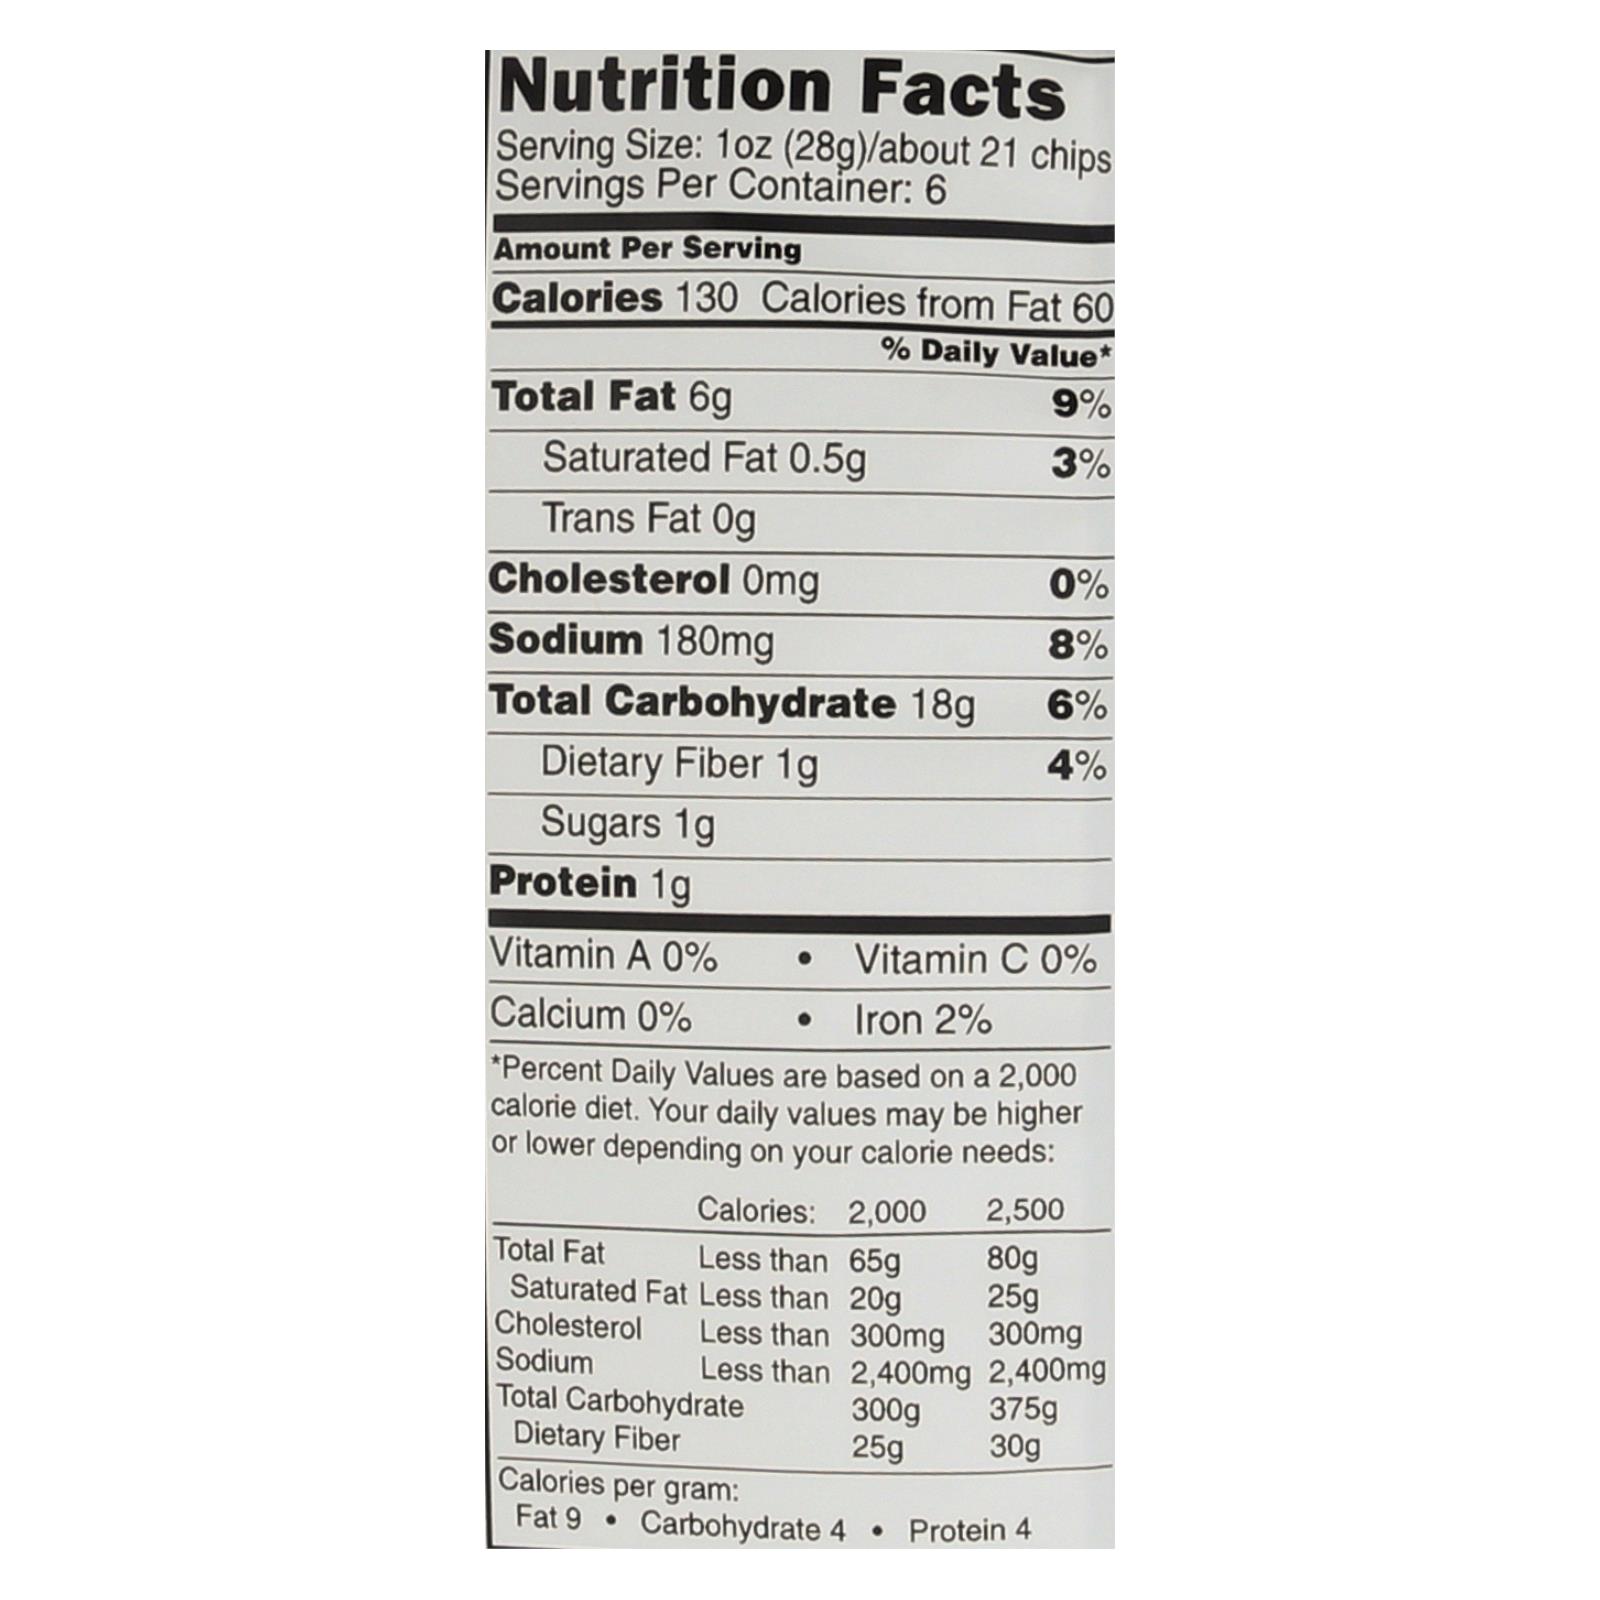 Nutrition Facts
Serving Size: 1oz (28g)/about 21 chips
Servings Per Container: 6
Amount Per Serving
Calories 130 Calories from Fat 60
% Daily Value*
Total Fat 6g 9%
Saturated Fat 0.5g 3%
Trans Fat 0g
Cholesterol 0mg 0%
Sodium 180mg 8%
Total Carbohydrate 18g 6%
Dietary Fiber 1g 4%
Sugars 1g
Protein 1g
Vitamin A 0% • Vitamin C 0%
Calcium 0% • Iron 2%
*Percent Daily Values are based on a 2,000
calorie diet. Your daily values may be higher
or lower depending on your calorie needs:
Calories: 2,000 2,500
Total Fat Less than 65g 80g
Saturated Fat Less than 20g 25g
Cholesterol Less than 300mg 300mg
Sodium Less than 2,400mg 2,400mg
Total Carbohydrate 300g 375g
Dietary Fiber 25g 30g
Calories per gram:
Fat 9 • Carbohydrate 4 • Protein 4